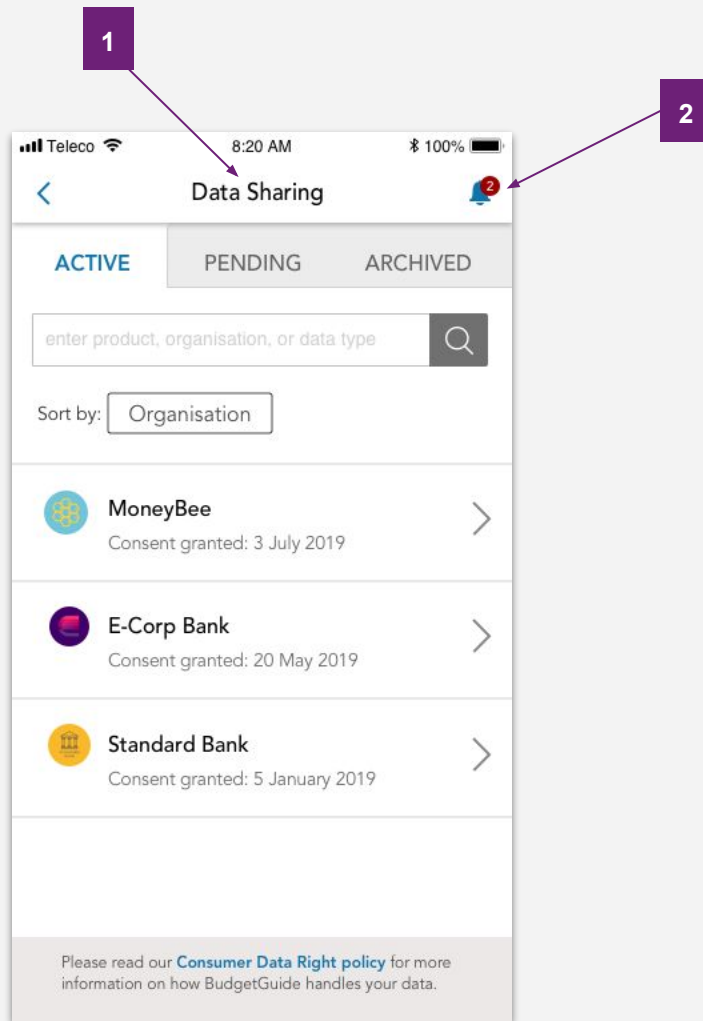 1
2
Teleco 8:20 AM 100%
Data Sharing 2
ACTIVE PENDING ARCHIVED
enter product, organisation, or data type
Sort by: Organisation
MoneyBee
Consent granted: 3 July 2019
E-Corp Bank
Consent granted: 20 May 2019
Standard Bank
Consent granted: 5 January 2019
Please read our Consumer Data Right policy for more
information on how BudgetGuide handles your data.